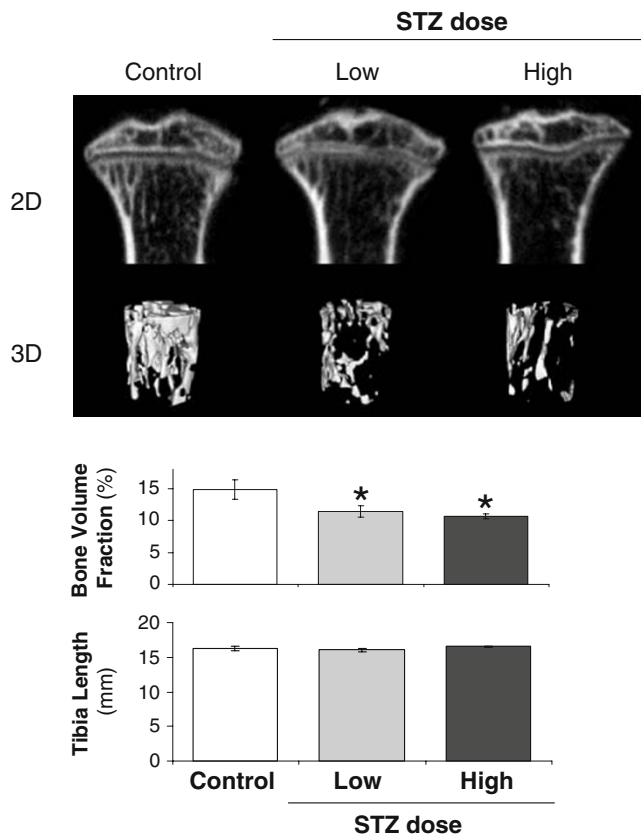 STZ dose
Control Low High
2D
3D
Bone Volume
Fraction (%)
15
10
5
0
*
*
Tibia Length
(mm)
20
15
10
5
0
Control Low High
STZ dose